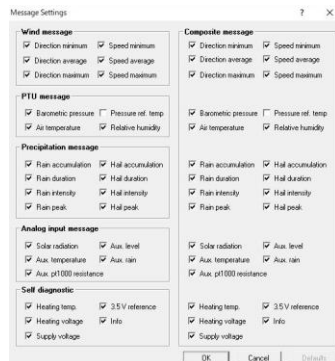 Message Settings ? ×
Wind message
Direction minimum Speed minimum
Direction average Speed average
Direction maximum Speed maximum
PTU message
Barometric pressure Pressure ref. temp
Air temperature Relative humidity
Precipitation message
Rain accumulation Hail accumulation
Rain duration Hail duration
Rain intensity Hail intensity
Rain peak Hail peak
Analog input message
Solar radiation Aux. level
Aux. temperature Aux. rain
Aux. pt1000 resistance
Self diagnostic
Heating temp. 3.5 V reference
Heating voltage Info
Supply voltage
Composite message
Direction minimum Speed minimum
Direction average Speed average
Direction maximum Speed maximum
Barometric pressure Pressure ref. temp
Air temperature Relative humidity
Rain accumulation Hail accumulation
Rain duration Hail duration
Rain intensity Hail intensity
Rain peak Hail peak
Solar radiation Aux. level
Aux. temperature Aux. rain
Aux. pt1000 resistance
Heating temp. 3.5 V reference
Heating voltage Info
Supply voltage
OK Cancel Defaults